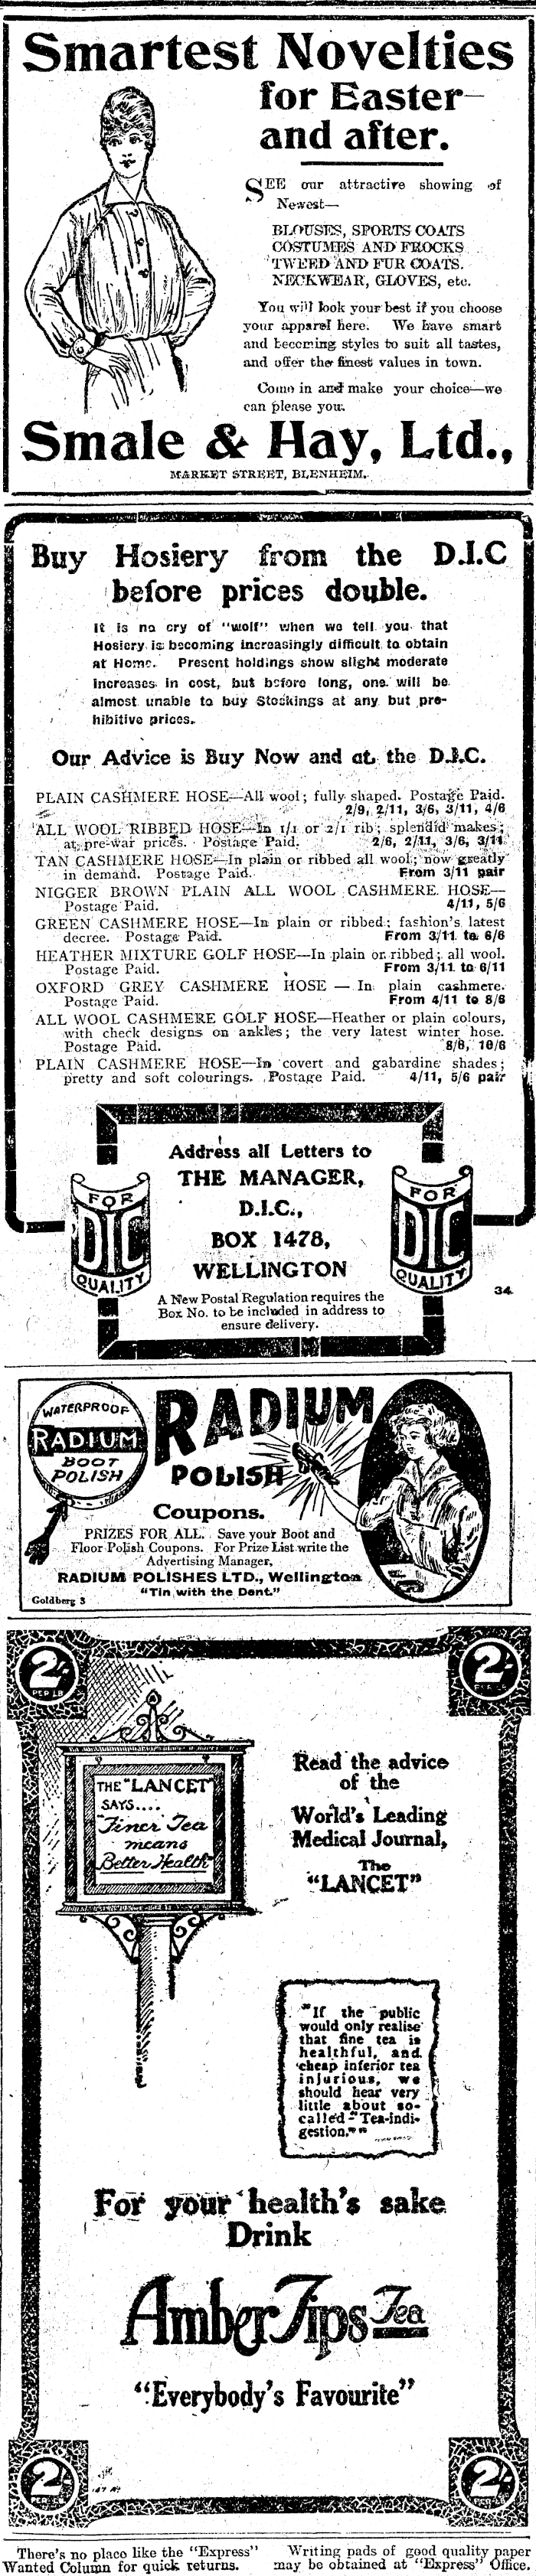 Smartest Novelties
for Easter—
and after.
SEE our attractive showing of
Newest—
BLOUSES, SPORTS COATS
COSTUMES AND FROCKS
TWEED AND FUR COATS.
NECKWEAR, GLOVES, etc.
You will look your best if you choose
your apparel here. We have smart
and becoming styles to suit all tastes,
and offer the finest values in town.
Come in and make your choice—we
can please you.
Smale & Hay, Ltd.,
MARKET STREET, BLENHEIM.
Buy Hosiery from the D.I.C
before prices double.
It is no cry of "wolf" when we tell you that
Hosiery is becoming increasingly difficult to obtain
at Home. Present holdings show slight moderate
increases in cost, but before long, one will be
almost unable to buy Stockings at any but pre-
hibitive prices.
Our Advice is Buy Now and at the D.I.C.
PLAIN CASHMERE HOSE—All wool; fully shaped. Postage Paid.
2/9, 2/11, 3/6, 3/11, 4/6
ALL WOOL RIBBED HOSE—In 1/1 or 2/1 rib; splendid makes;
at pre-war prices. Postage Paid. 2/6, 2/11, 3/6, 3/11
TAN CASHMERE HOSE—In plain or ribbed all wool; now greatly
in demand. Postage Paid. From 3/11 pair
NIGGER BROWN PLAIN ALL WOOL CASHMERE HOSE—
Postage Paid. 4/11, 5/6
GREEN CASHMERE HOSE—In plain or ribbed; fashion's latest
decree. Postage Paid. From 3/11 to 6/6
HEATHER MIXTURE GOLF HOSE—In plain or ribbed; all wool.
Postage Paid. From 3/11 to 6/11
OXFORD GREY CASHMERE HOSE — In plain cashmere.
Postage Paid. From 4/11 to 8/6
ALL WOOL CASHMERE GOLF HOSE—Heather or plain colours,
with check designs on ankles; the very latest winter hose.
Postage Paid. 8/6, 10/6
PLAIN CASHMERE HOSE—In covert and gabardine shades;
pretty and soft colourings. Postage Paid. 4/11, 5/6 pair
Address all Letters to
THE MANAGER,
D.I.C.,
BOX 1478,
WELLINGTON
A New Postal Regulation requires the
Box No. to be included in address to
ensure delivery.
FOR
DIC
QUALITY
FOR
DIC
QUALITY
34
WATERPROOF
RADIUM
BOOT
POLISH
RADIUM
POLISH
Coupons.
PRIZES FOR ALL. Save your Boot and
Floor Polish Coupons. For Prize List write the
Advertising Manager,
RADIUM POLISHES LTD., Wellington
"Tin with the Dent."
Goldberg 3
2/-
PER LB
2/-
THE "LANCET"
SAYS....
"Finer Tea
means
Better Health"
Read the advice
of the
World's Leading
Medical Journal,
The
"LANCET"
"If the public
would only realise
that fine tea is
healthful, and
cheap inferior tea
injurious, we
should hear very
little about so-
called "Tea-indi-
gestion.""
For your health's sake
Drink
Amber Tips Tea
"Everybody's Favourite"
2/-
2/-
There's no place like the "Express"
Wanted Column for quick returns.
Writing pads of good quality paper
may be obtained at "Express" Office.